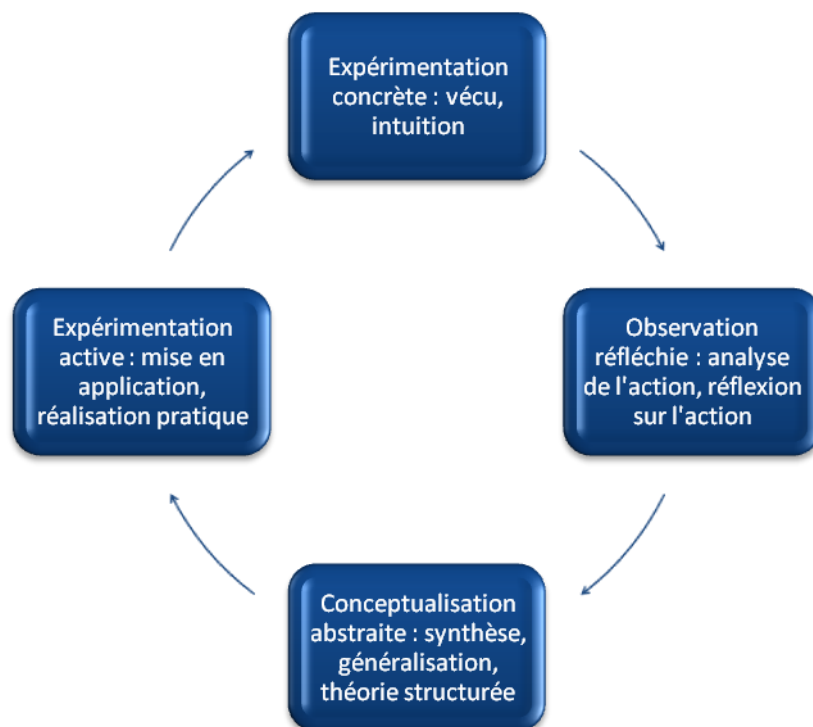 Expérimentation
concrète : vécu,
intuition
Observation
réfléchie : analyse
de l'action, réflexion
sur l'action
Conceptualisation
abstraite : synthèse,
généralisation,
théorie structurée
Expérimentation
active : mise en
application,
réalisation pratique